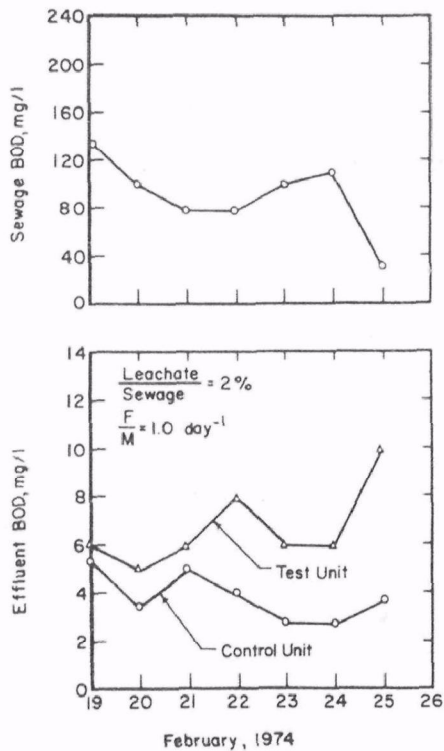 240
200
160
120
80
40
0
Sewage BOD, mg/l
14
12
10
8
6
4
2
0
Effluent BOD, mg/l
Leachate
Sewage
= 2%
F
M
= 1.0 day⁻¹
Test Unit
Control Unit
19 20 21 22 23 24 25 26
February, 1974